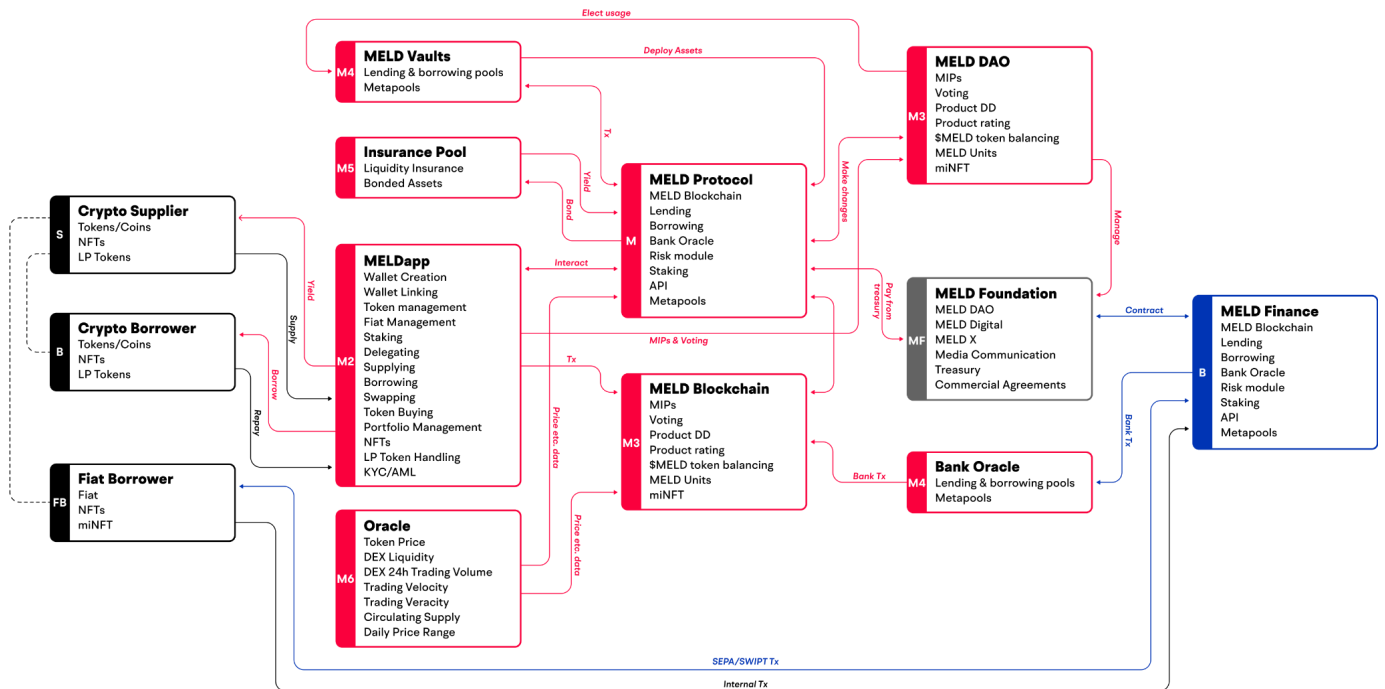 Elect usage
M4
MELD Vaults
Lending & borrowing pools
Metapools
Deploy Assets
Tx
M3
MELD DAO
MIPs
Voting
Product DD
Product rating
$MELD token balancing
MELD Units
miNFT
M5
Insurance Pool
Liquidity Insurance
Bonded Assets
Yield
Bond
M
MELD Protocol
MELD Blockchain
Lending
Borrowing
Bank Oracle
Risk module
Staking
API
Metapools
Make changes
Manage
S
Crypto Supplier
Tokens/Coins
NFTs
LP Tokens
Yield
Supply
B
Crypto Borrower
Tokens/Coins
NFTs
LP Tokens
Borrow
Repay
M2
MELDapp
Wallet Creation
Wallet Linking
Token management
Fiat Management
Staking
Delegating
Supplying
Borrowing
Swapping
Token Buying
Portfolio Management
NFTs
LP Token Handling
KYC/AML
Interact
MIPs & Voting
Tx
Price etc. data
Pay from
treasury
MF
MELD Foundation
MELD DAO
MELD Digital
MELD X
Media Communication
Treasury
Commercial Agreements
Contract
B
MELD Finance
MELD Blockchain
Lending
Borrowing
Bank Oracle
Risk module
Staking
API
Metapools
M3
MELD Blockchain
MIPs
Voting
Product DD
Product rating
$MELD token balancing
MELD Units
miNFT
Bank Tx
M4
Bank Oracle
Lending & borrowing pools
Metapools
Bank Tx
FB
Fiat Borrower
Fiat
NFTs
miNFT
M6
Oracle
Token Price
DEX Liquidity
DEX 24h Trading Volume
Trading Velocity
Trading Veracity
Circulating Supply
Daily Price Range
Price etc. data
SEPA/SWIPT Tx
Internal Tx